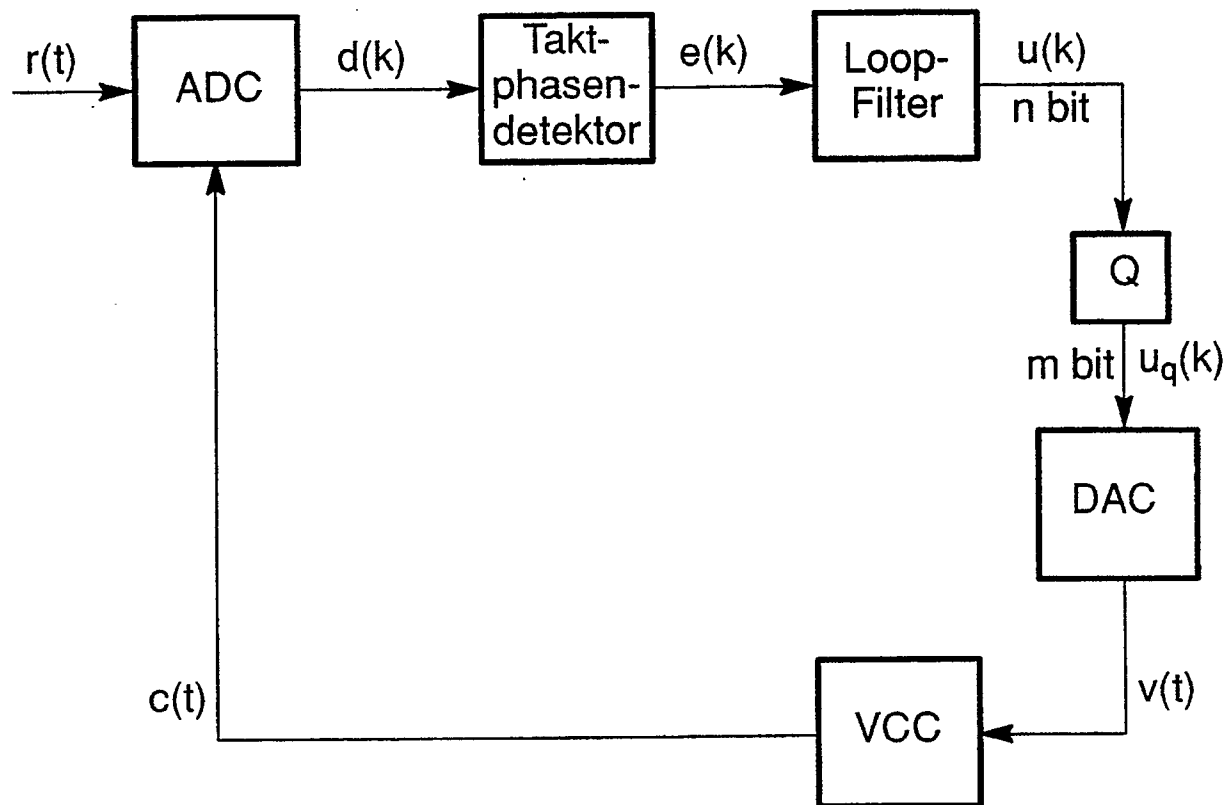 r(t)
ADC
d(k)
Takt-
phasen-
detektor
e(k)
Loop-
Filter
u(k)
n bit
Q
m bit
u_q(k)
DAC
v(t)
VCC
c(t)